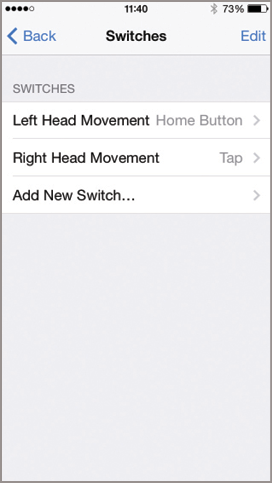 11:40 73%
Back Switches Edit
SWITCHES
Left Head Movement Home Button
Right Head Movement Tap
Add New Switch...